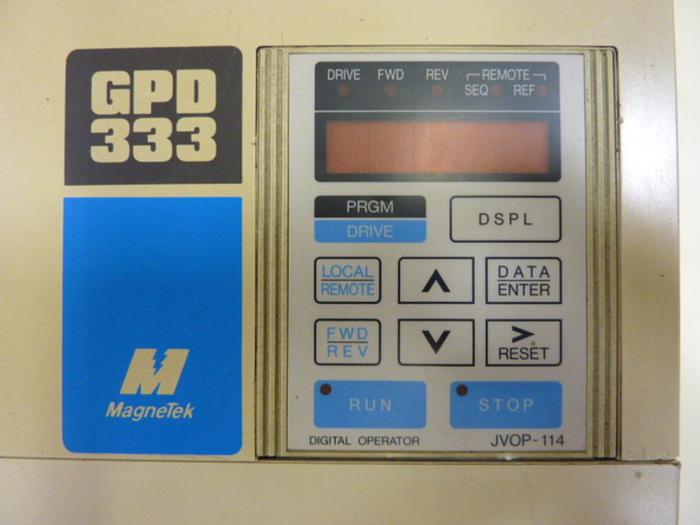 GPD
333
MagneTek
DRIVE FWD REV REMOTE
SEQ REF
PRGM
DRIVE
DSPL
LOCAL
REMOTE
DATA
ENTER
FWD
REV
>
RESET
RUN
STOP
DIGITAL OPERATOR JVOP-114